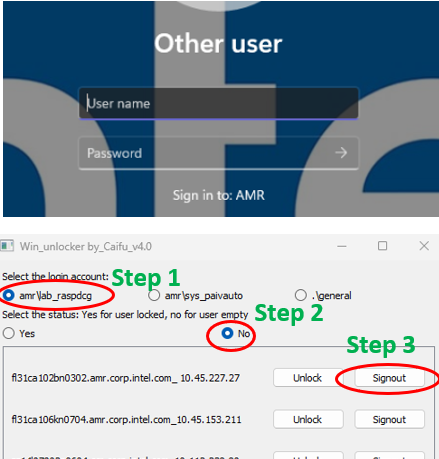 Other user
User name
Password
Sign in to: AMR
Win_unlocker by_Caifu_v4.0
Select the login account:
Step 1
amr\lab_raspdcg
amr\sys_paivauto
.\general
Select the status: Yes for user locked, no for user empty
Step 2
Yes
No
Step 3
fl31ca102bn0302.amr.corp.intel.com_ 10.45.227.27
Unlock
Signout
fl31ca106kn0704.amr.corp.intel.com_10.45.153.211
Unlock
Signout